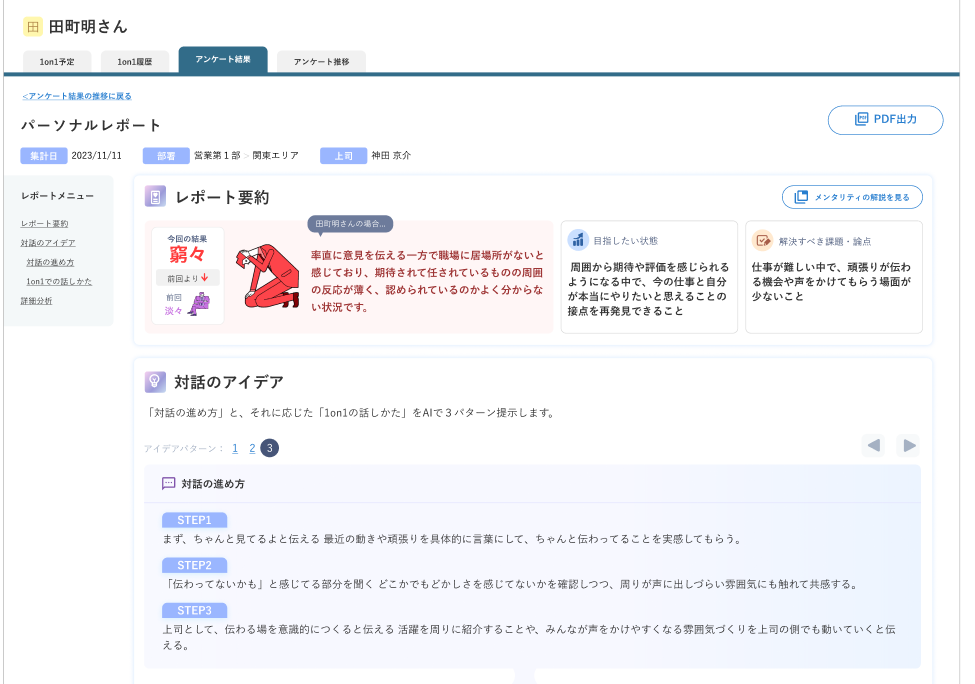 田 田町明さん
1on1予定 1on1履歴 アンケート結果 アンケート推移
<アンケート結果の推移に戻る
パーソナルレポート
PDF出力
集計日 2023/11/11 部署 営業第１部 > 関東エリア 上司 神田 京介
レポートメニュー
レポート要約
対話のアイデア
対話の進め方
1on1での話しかた
詳細分析
レポート要約
メンタリティの解説を見る
今回の結果
窮々
前回より↓
前回
淡々
田町明さんの場合...
率直に意見を伝える一方で職場に居場所がないと
感じており、期待されて任されているものの周囲
の反応が薄く、認められているのかよく分からな
い状況です。
目指したい状態
周囲から期待や評価を感じられる
ようになる中で、今の仕事と自分
が本当にやりたいと思えることの
接点を再発見できること
解決すべき課題・論点
仕事が難しい中で、頑張りが伝わ
る機会や声をかけてもらう場面が
少ないこと
対話のアイデア
「対話の進め方」と、それに応じた「1on1の話しかた」をAIで３パターン提示します。
アイデアパターン： 1 2 3
対話の進め方
STEP1
まず、ちゃんと見てるよと伝える 最近の動きや頑張りを具体的に言葉にして、ちゃんと伝わってることを実感してもらう。
STEP2
「伝わってないかも」と感じてる部分を聞く どこかでもどかしさを感じてないかを確認しつつ、周りが声に出しづらい雰囲気にも触れて共感する。
STEP3
上司として、伝わる場を意識的につくると伝える 活躍を周りに紹介することや、みんなが声をかけやすくなる雰囲気づくりを上司の側でも動いていくと伝
える。